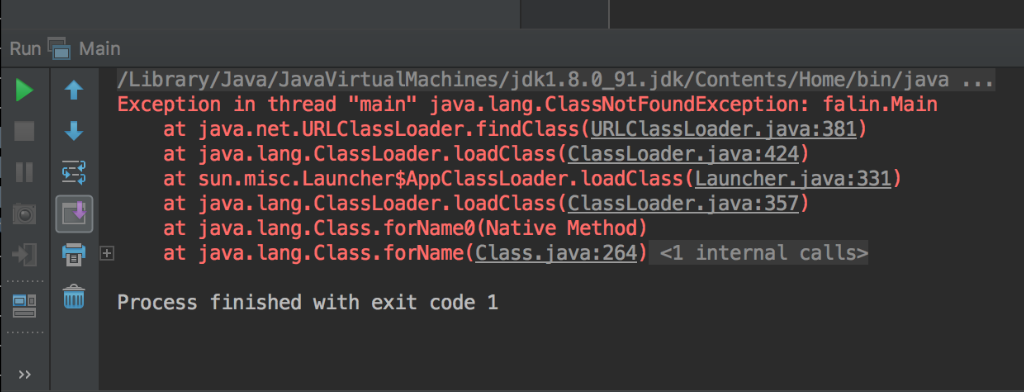 Run Main
/Library/Java/JavaVirtualMachines/jdk1.8.0_91.jdk/Contents/Home/bin/java ...
Exception in thread "main" java.lang.ClassNotFoundException: falin.Main
at java.net.URLClassLoader.findClass(URLClassLoader.java:381)
at java.lang.ClassLoader.loadClass(ClassLoader.java:424)
at sun.misc.Launcher$AppClassLoader.loadClass(Launcher.java:331)
at java.lang.ClassLoader.loadClass(ClassLoader.java:357)
at java.lang.Class.forName0(Native Method)
at java.lang.Class.forName(Class.java:264) <1 internal calls>
Process finished with exit code 1